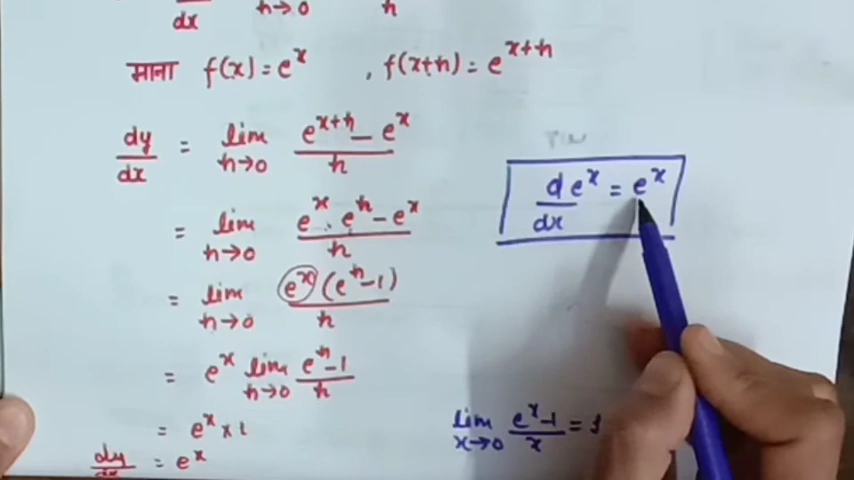 dx h→0 h
माना f(x) = e^x , f(x+h) = e^{x+h}
dy/dx = lim h→0 (e^{x+h} - e^x)/h
= lim h→0 (e^x . e^h - e^x)/h
= lim h→0 e^x (e^h - 1)/h
= e^x lim h→0 (e^h - 1)/h
= e^x × 1
dy/dx = e^x
d/dx e^x = e^x
lim x→0 (e^x - 1)/x = 1